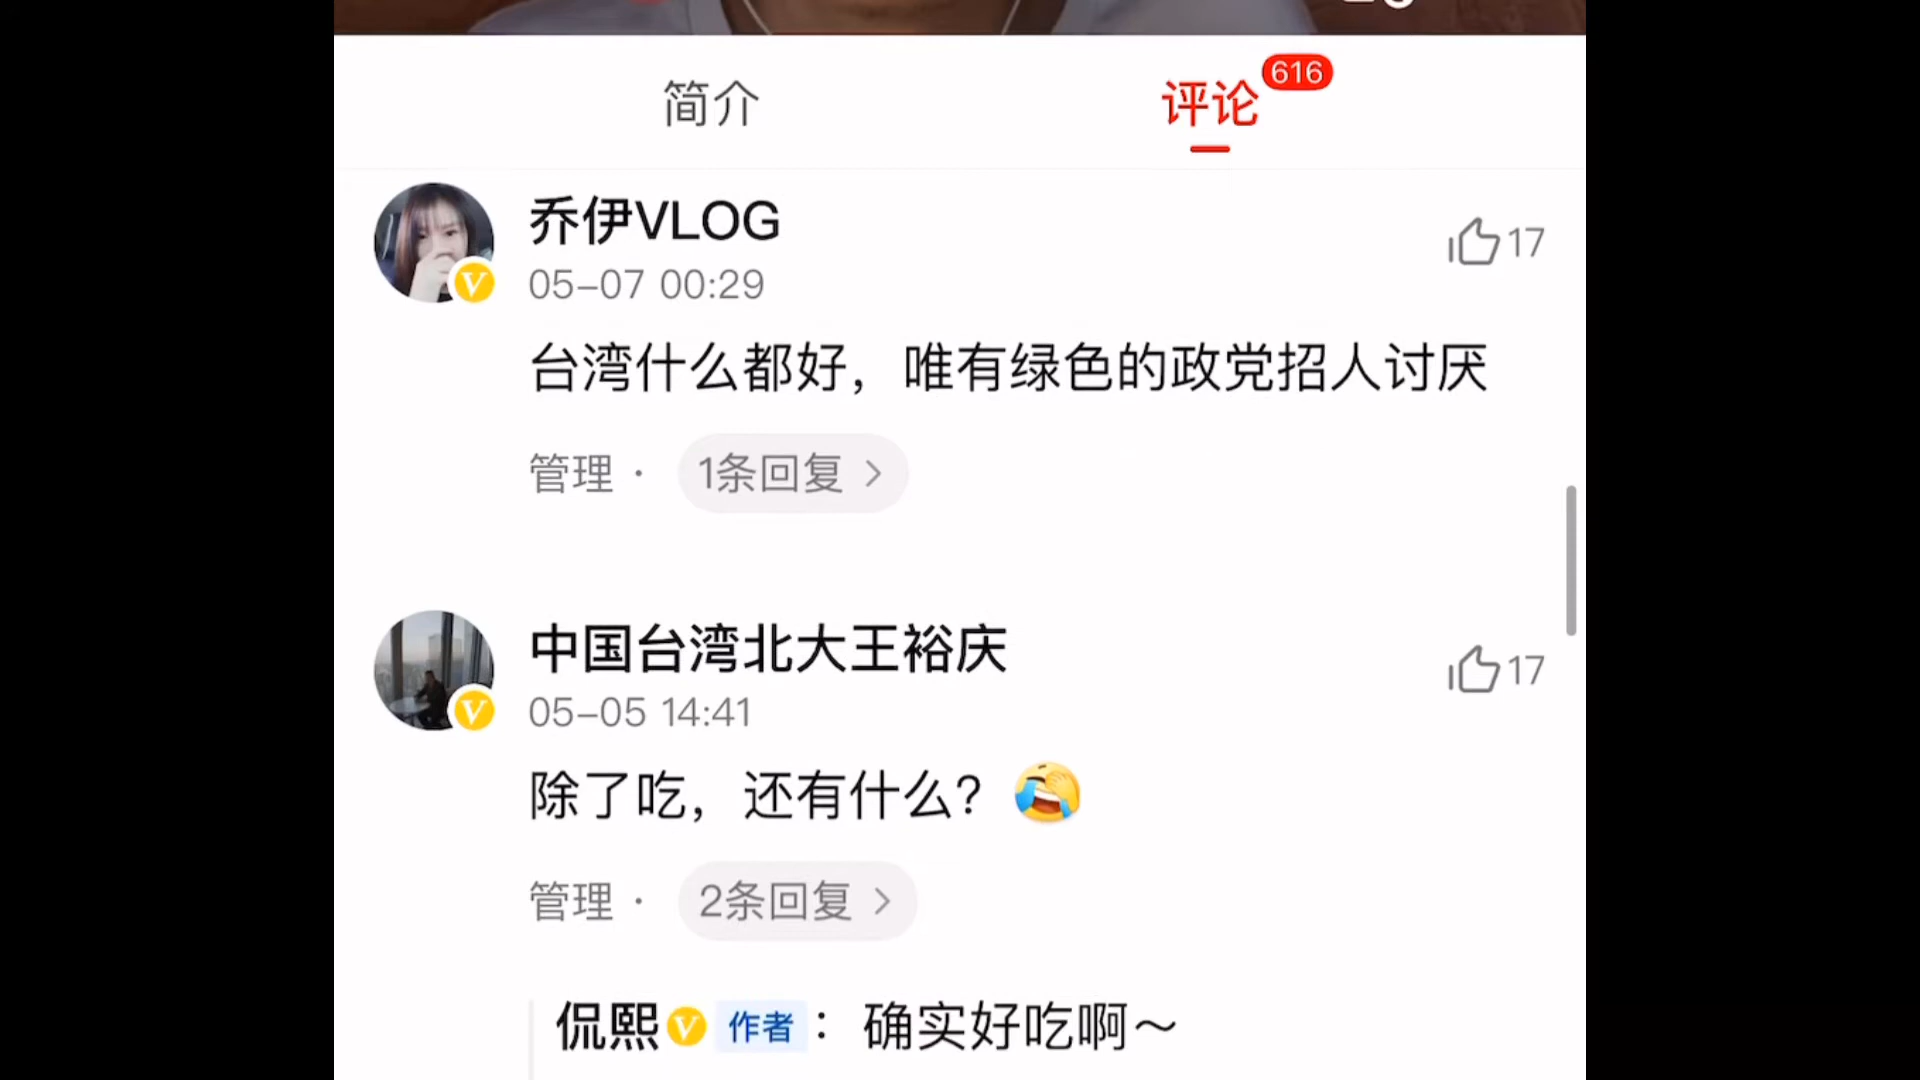 简介
评论
616
乔伊VLOG
17
05-07 00:29
台湾什么都好，唯有绿色的政党招人讨厌
管理 · 1条回复 >
中国台湾北大王裕庆
17
05-05 14:41
除了吃，还有什么？😂
管理 · 2条回复 >
侃熙 作者：确实好吃啊～